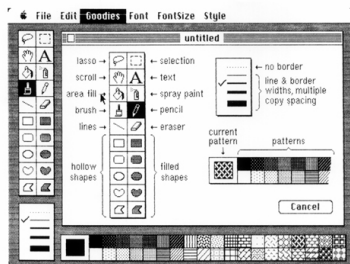 File Edit Goodies Font FontSize Style
untitled
lasso
selection
scroll
A
text
area fill
spray paint
brush
pencil
lines
eraser
hollow
shapes
filled
shapes
no border
line & border
widths, multiple
copy spacing
current
pattern
patterns
Cancel
A